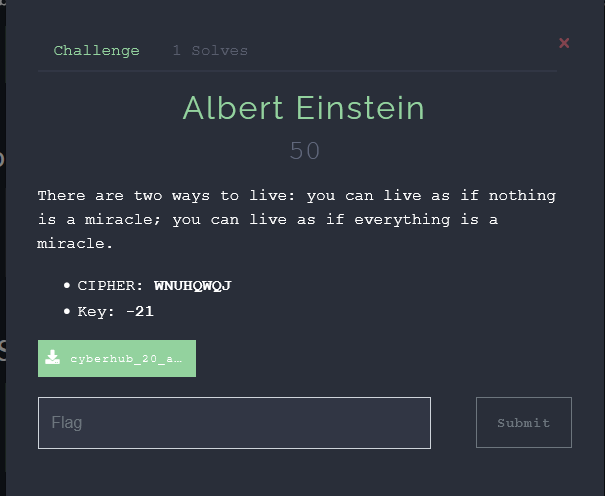 Challenge
1 Solves
×
Albert Einstein
50
There are two ways to live: you can live as if nothing
is a miracle; you can live as if everything is a
miracle.
• CIPHER: WNUHQWQJ
• Key: -21
cyberhub_20_a…
Flag
Submit